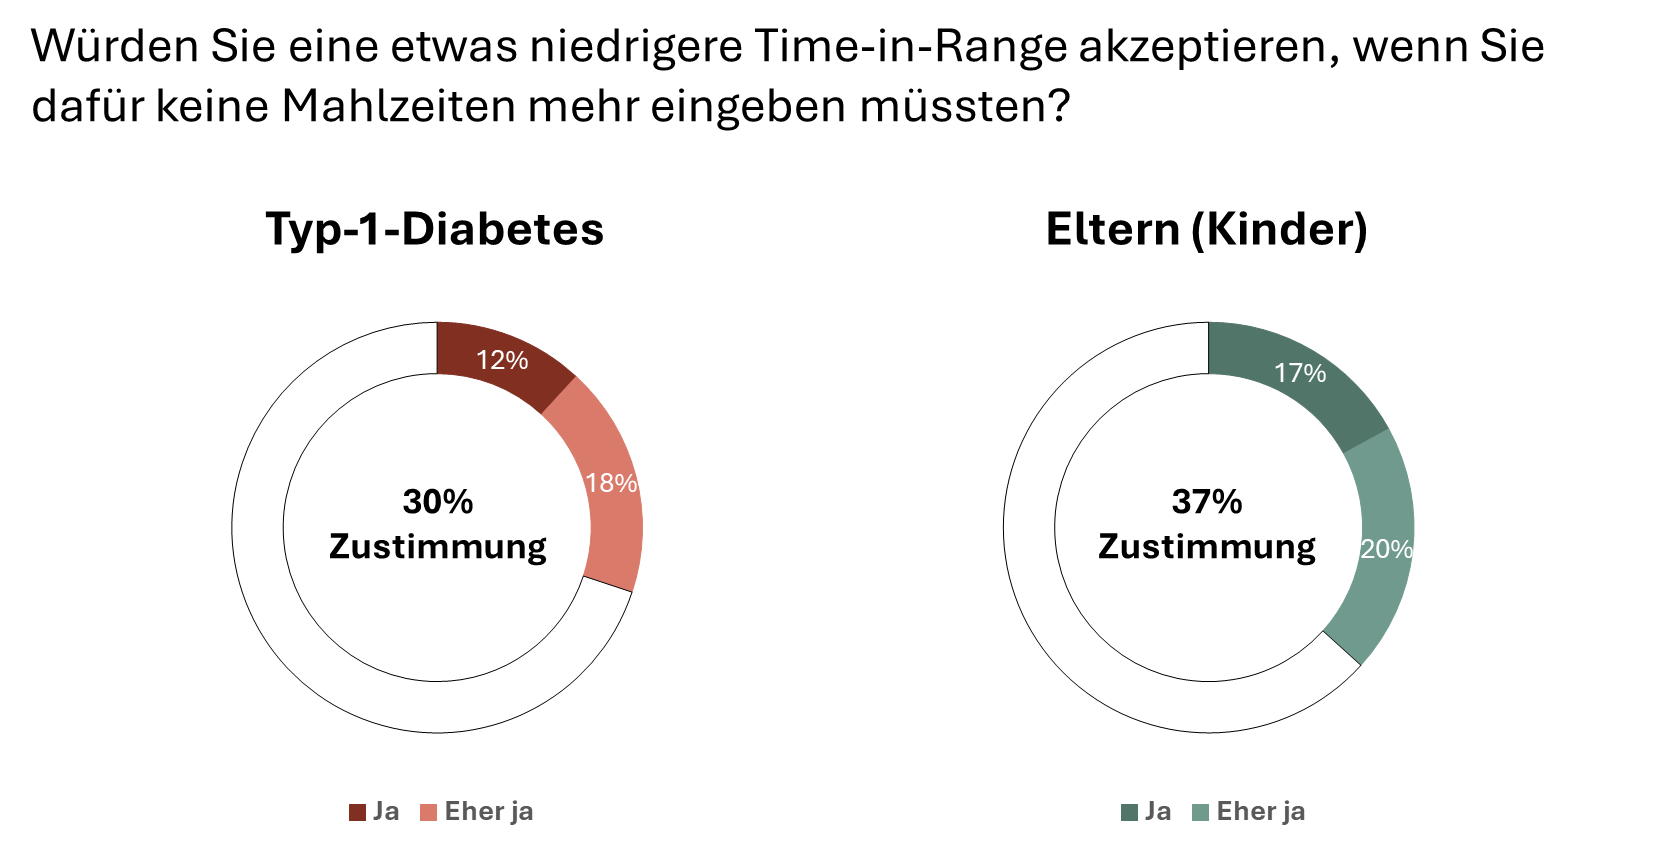 Würden Sie eine etwas niedrigere Time-in-Range akzeptieren, wenn Sie
dafür keine Mahlzeiten mehr eingeben müssten?
Typ-1-Diabetes
12%
18%
30%
Zustimmung
Ja Eher ja
Eltern (Kinder)
17%
20%
37%
Zustimmung
Ja Eher ja